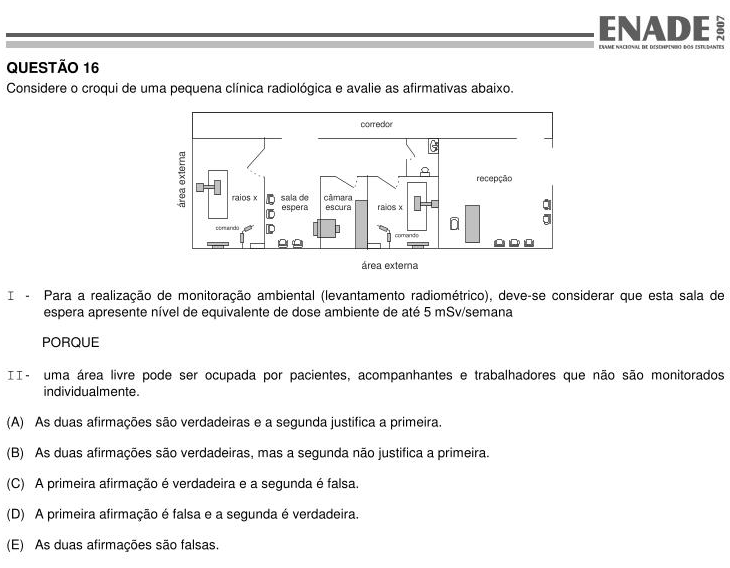 ENADE 2007
EXAME NACIONAL DE DESEMPENHO DOS ESTUDANTES
QUESTÃO 16
Considere o croqui de uma pequena clínica radiológica e avalie as afirmativas abaixo.
corredor
área externa
raios x
comando
sala de
espera
câmara
escura
raios x
comando
recepção
área externa
I - Para a realização de monitoração ambiental (levantamento radiométrico), deve-se considerar que esta sala de
espera apresente nível de equivalente de dose ambiente de até 5 mSv/semana
PORQUE
II- uma área livre pode ser ocupada por pacientes, acompanhantes e trabalhadores que não são monitorados
individualmente.
(A) As duas afirmações são verdadeiras e a segunda justifica a primeira.
(B) As duas afirmações são verdadeiras, mas a segunda não justifica a primeira.
(C) A primeira afirmação é verdadeira e a segunda é falsa.
(D) A primeira afirmação é falsa e a segunda é verdadeira.
(E) As duas afirmações são falsas.